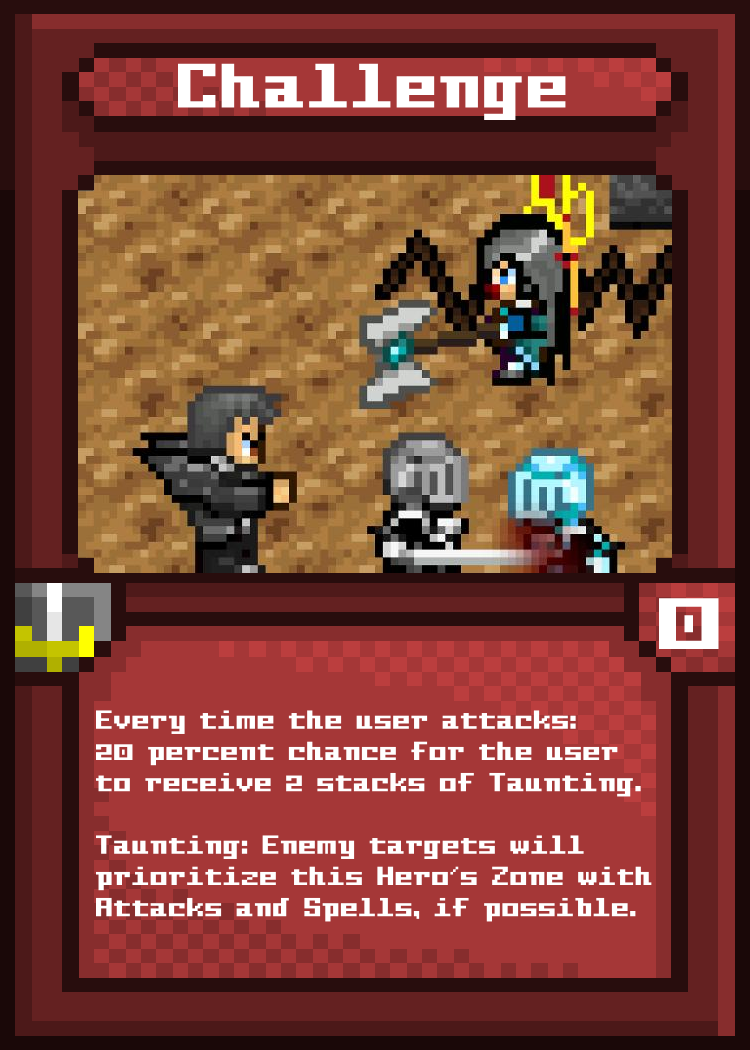 Challenge
0
Every time the user attacks:
20 percent chance for the user
to receive 2 stacks of Taunting.
Taunting: Enemy targets will
prioritize this Hero's Zone with
Attacks and Spells, if possible.